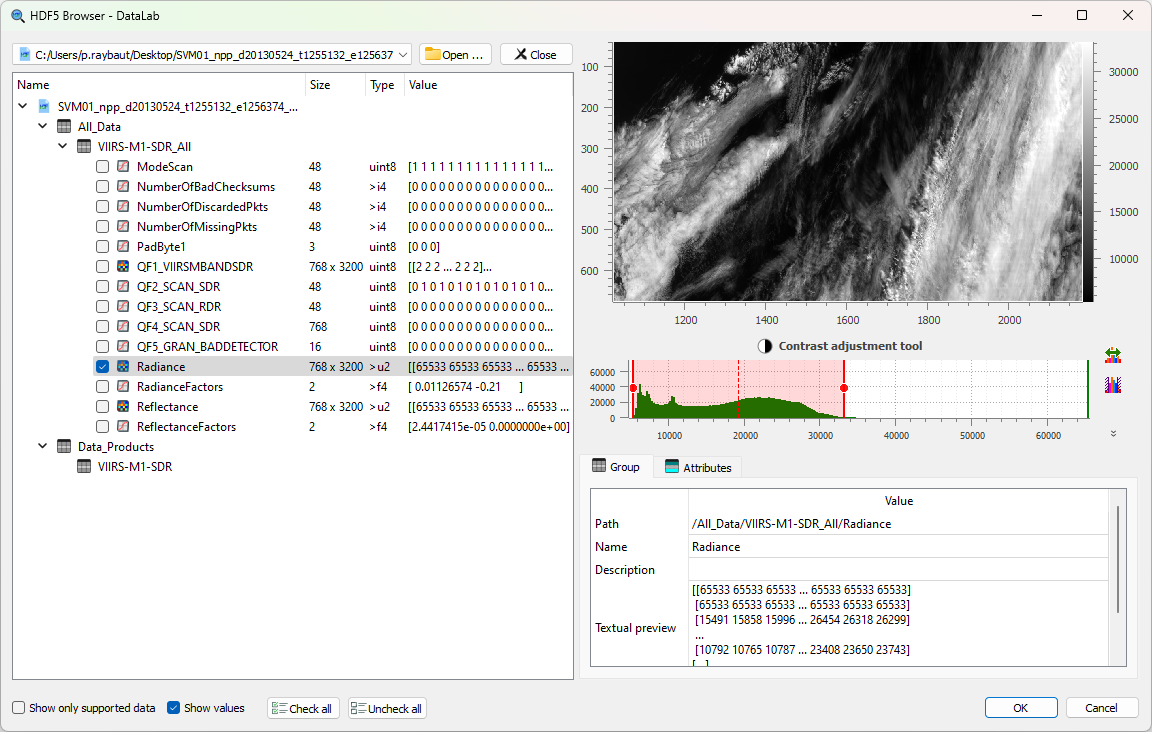 HDF5 Browser - DataLab
C:/Users/p.raybaut/Desktop/SVM01_npp_d20130524_t1255132_e125637
Open ...
Close
Name Size Type Value
SVM01_npp_d20130524_t1255132_e1256374_...
All_Data
VIIRS-M1-SDR_All
ModeScan 48 uint8 [1 1 1 1 1 1 1 1 1 1 1 1 1 1 1...
NumberOfBadChecksums 48 >i4 [0 0 0 0 0 0 0 0 0 0 0 0 0 0 0...
NumberOfDiscardedPkts 48 >i4 [0 0 0 0 0 0 0 0 0 0 0 0 0 0 0...
NumberOfMissingPkts 48 >i4 [0 0 0 0 0 0 0 0 0 0 0 0 0 0 0...
PadByte1 3 uint8 [0 0 0]
QF1_VIIRSMBANDSDR 768 x 3200 uint8 [[2 2 2 ... 2 2 2]...
QF2_SCAN_SDR 48 uint8 [0 1 0 1 0 1 0 1 0 1 0 1 0 1 0...
QF3_SCAN_RDR 48 uint8 [0 0 0 0 0 0 0 0 0 0 0 0 0 0 0...
QF4_SCAN_SDR 768 uint8 [0 0 0 0 0 0 0 0 0 0 0 0 0 0 0...
QF5_GRAN_BADDETECTOR 16 uint8 [0 0 0 0 0 0 0 0 0 0 0 0 0 0 0...
Radiance 768 x 3200 >u2 [[65533 65533 65533 ... 65533 ...
RadianceFactors 2 >f4 [ 0.01126574 -0.21 ]
Reflectance 768 x 3200 >u2 [[65533 65533 65533 ... 65533 ...
ReflectanceFactors 2 >f4 [2.4417415e-05 0.0000000e+00]
Data_Products
VIIRS-M1-SDR
Show only supported data
Show values
Check all
Uncheck all
100
200
300
400
500
600
1200 1400 1600 1800 2000
30000
25000
20000
15000
10000
Contrast adjustment tool
60000
40000
20000
0
10000 20000 30000 40000 50000 60000
Group
Attributes
Value
Path /All_Data/VIIRS-M1-SDR_All/Radiance
Name Radiance
Description
Textual preview
[[65533 65533 65533 ... 65533 65533 65533]
[65533 65533 65533 ... 65533 65533 65533]
[15491 15858 15996 ... 26454 26318 26299]
...
[10792 10765 10787 ... 23408 23650 23743]
[...]
OK
Cancel